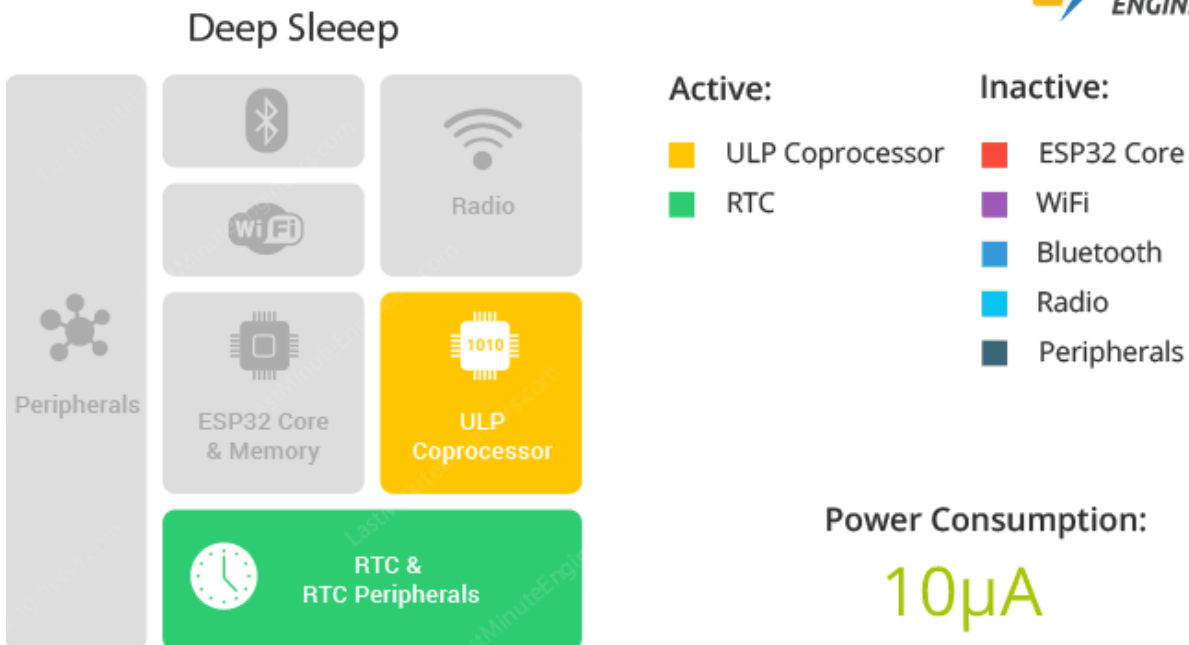 ENGIN
Deep Sleeep
Active:
ULP Coprocessor
RTC
Inactive:
ESP32 Core
WiFi
Bluetooth
Radio
Peripherals
Peripherals
WiFi
Radio
ESP32 Core
& Memory
1010
ULP
Coprocessor
RTC &
RTC Peripherals
Power Consumption:
10µA